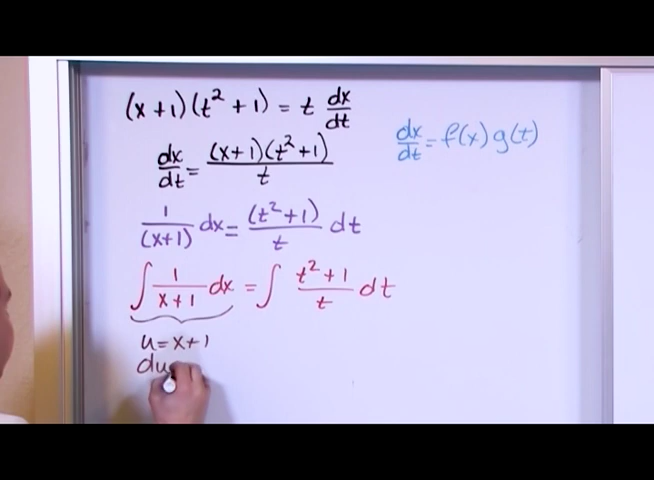 (x+1)(t² + 1) = t dx/dt
dx/dt = f(x) g(t)
dx/dt = (x+1)(t²+1)/t
1/(x+1) dx = (t²+1)/t dt
∫ 1/x+1 dx = ∫ t²+1/t dt
u=x+1
du